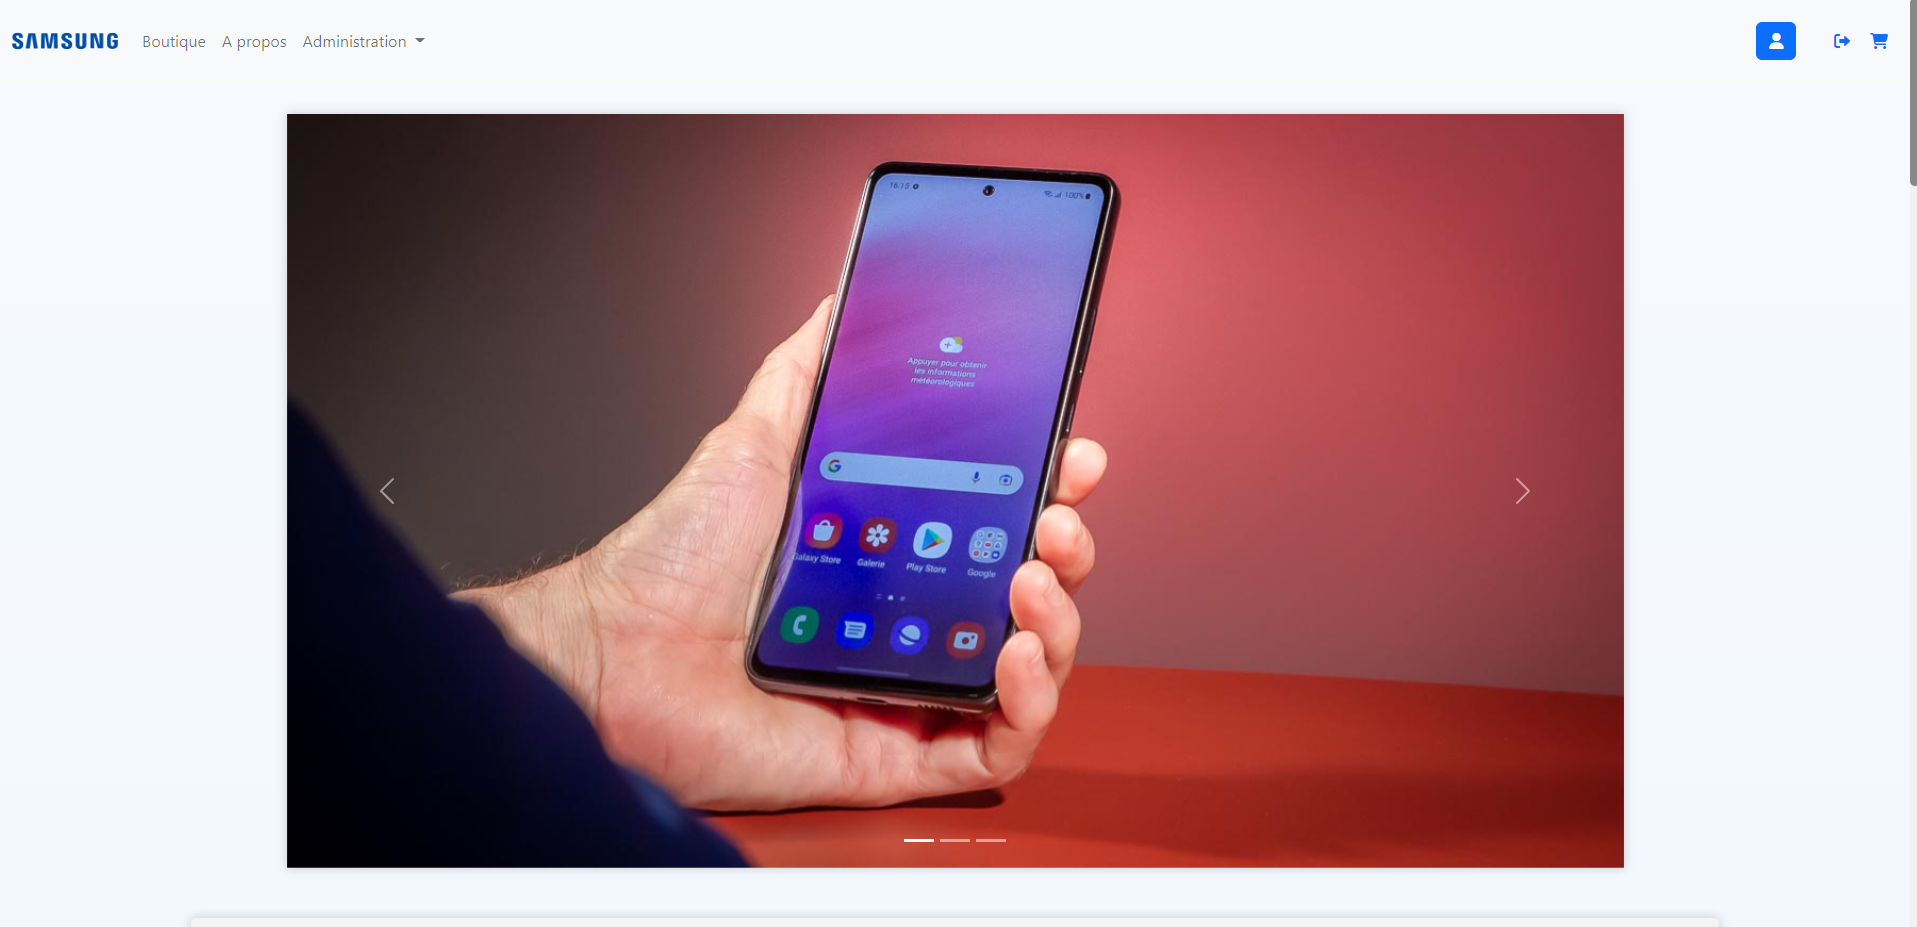 SAMSUNG
Boutique
A propos
Administration
16:15
100%
Appuyer pour obtenir
les informations
météorologiques
Galaxy Store
Galerie
Play Store
Google